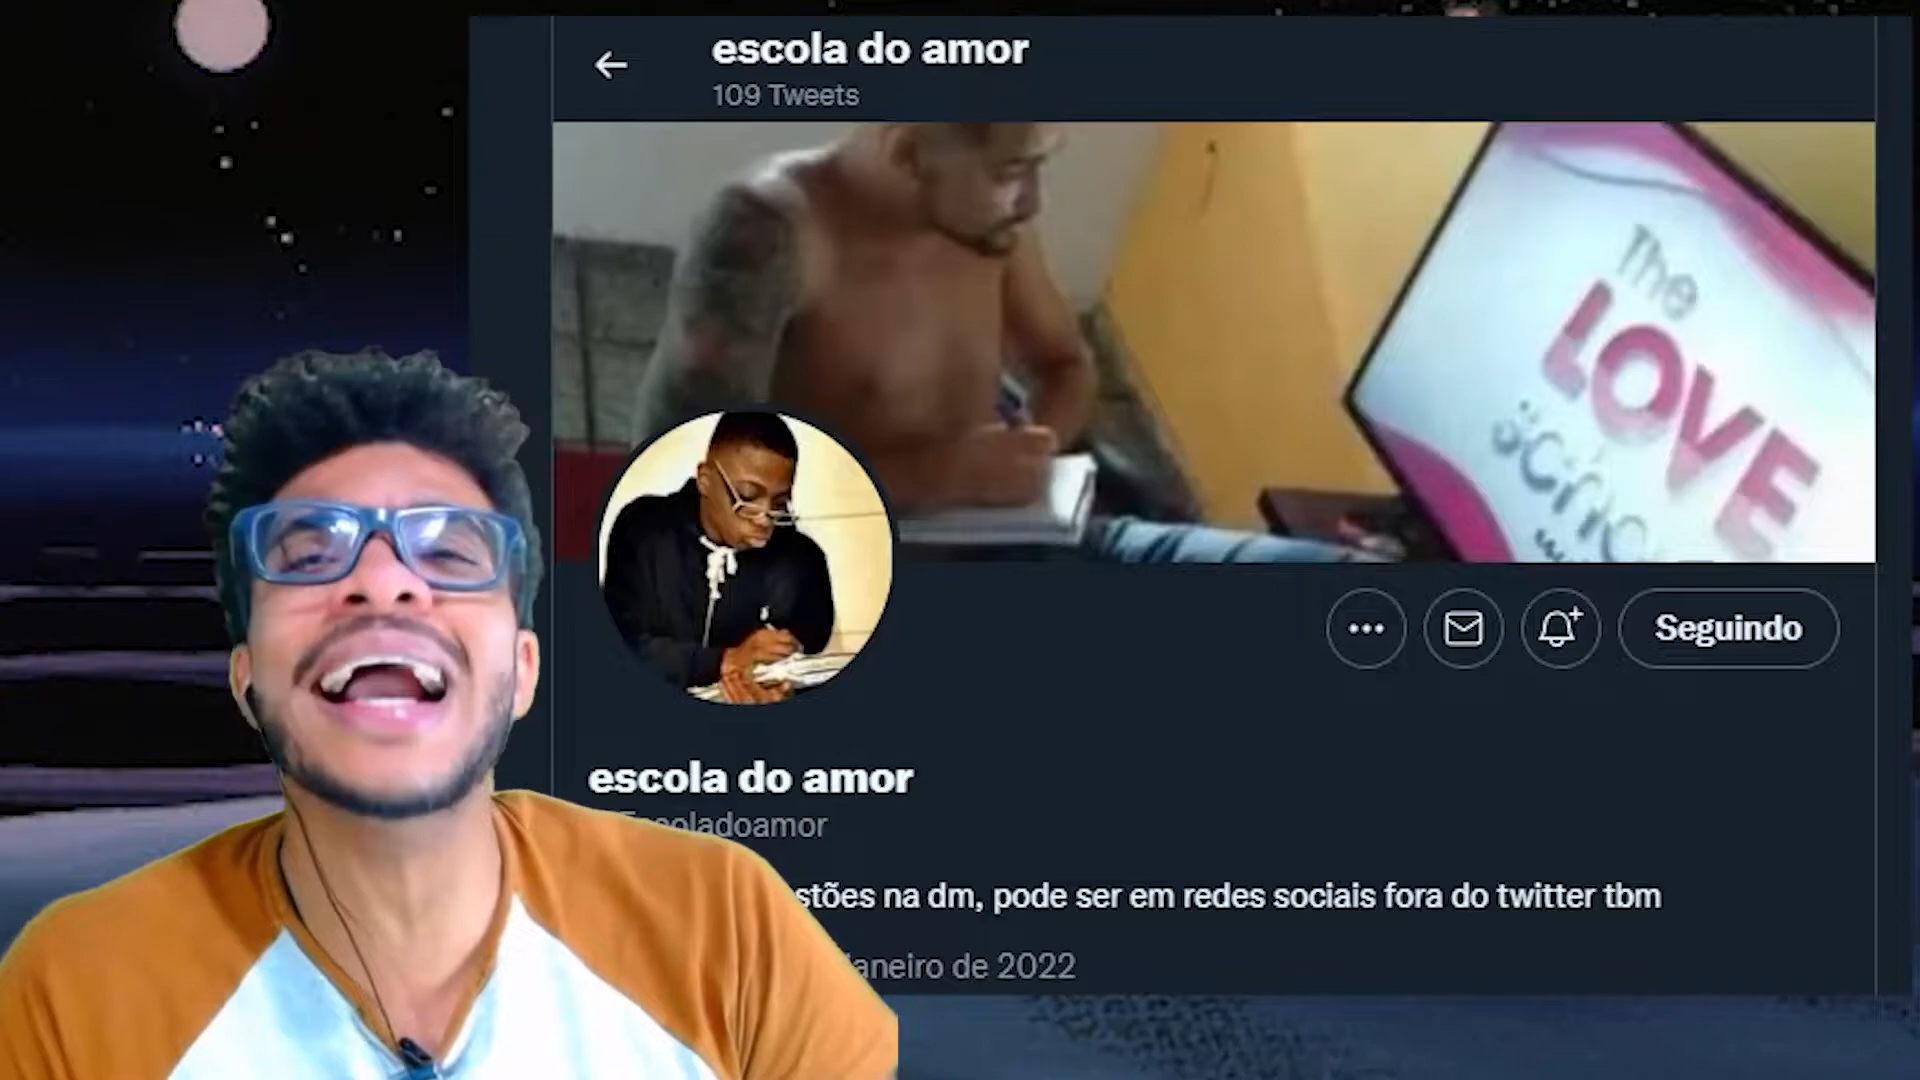 escola do amor
109 Tweets
The
LOVE
Seguindo
escola do amor
coladoamor
stões na dm, pode ser em redes sociais fora do twitter tbm
aneiro de 2022